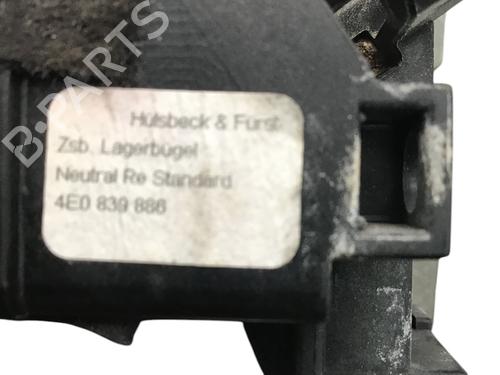 Hülsbeck & Fürst
Zsb. Lagerbügel
Neutral Re Standard
4E0 839 886
B-PARTS